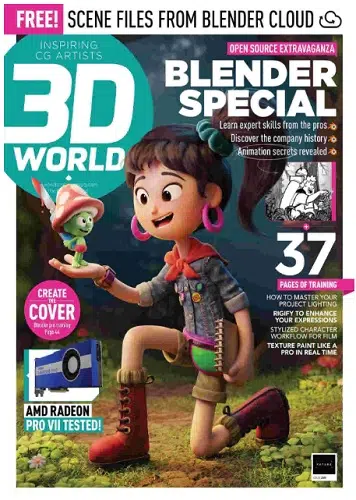 FREE! SCENE FILES FROM BLENDER CLOUD
INSPIRING
CG ARTISTS
3D
WORLD
OPEN SOURCE EXTRAVAGANZA
BLENDER
SPECIAL
Learn expert skills from the pros
Discover the company history
Animation secrets revealed
+
37
PAGES OF TRAINING
HOW TO MASTER YOUR
PROJECT LIGHTING
RIGIFY TO ENHANCE
YOUR EXPRESSIONS
STYLIZED CHARACTER
WORKFLOW FOR FILM
TEXTURE PAINT LIKE A
PRO IN REAL TIME
CREATE
THE
COVER
AMD RADEON
PRO VII TESTED!
FUTURE